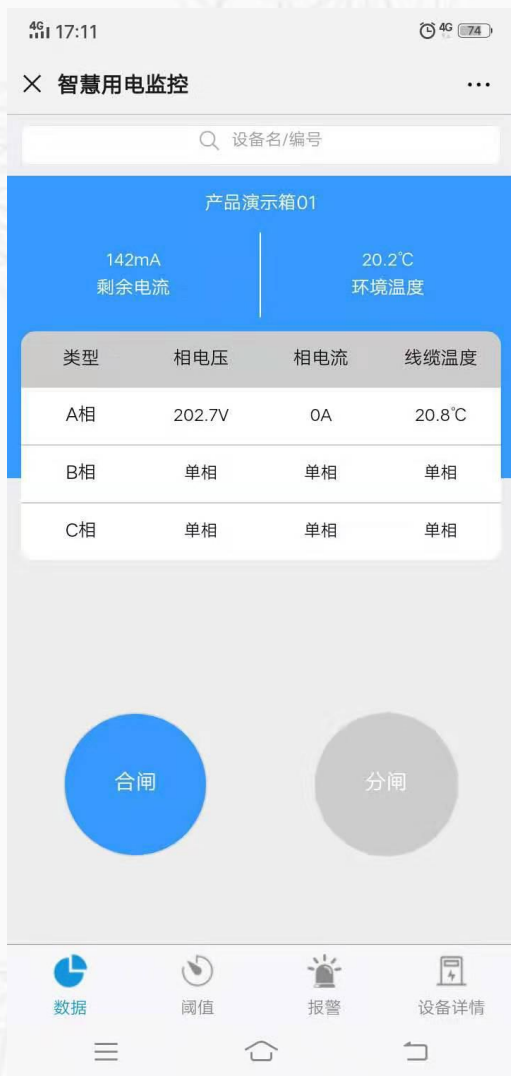 4G 17:11 4G 74
智慧用电监控 ...
设备名/编号
产品演示箱01
142mA 20.2℃
剩余电流 环境温度
类型 相电压 相电流 线缆温度
A相 202.7V 0A 20.8℃
B相 单相 单相 单相
C相 单相 单相 单相
合闸 分闸
数据 阈值 报警 设备详情